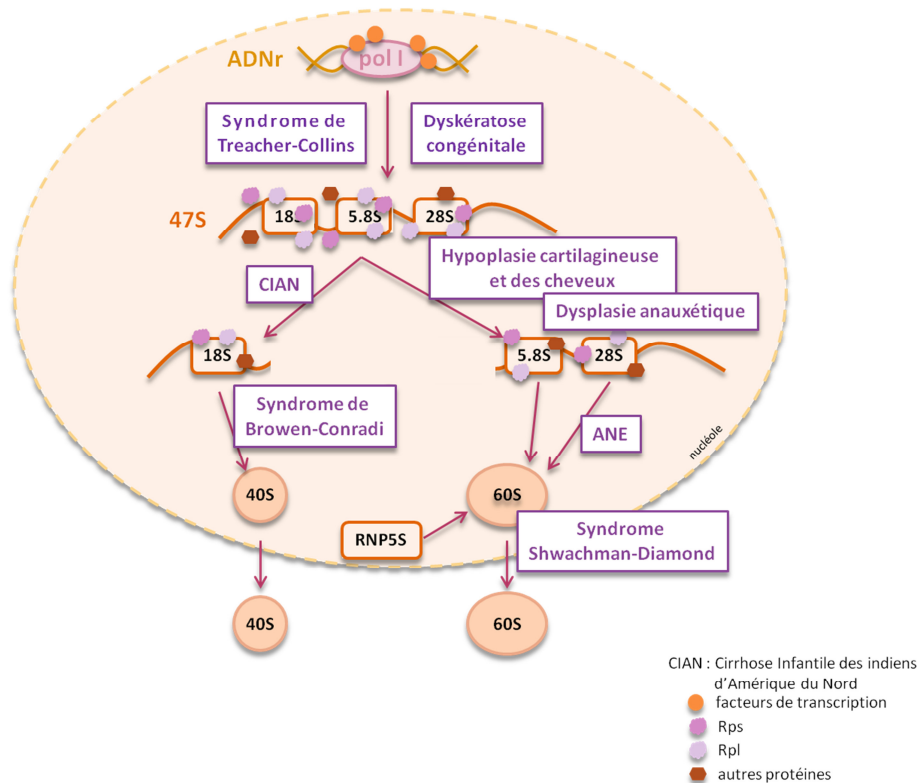 ADNr
pol I
Syndrome de
Treacher-Collins
Dyskératose
congénitale
47S
18S
5.8S
28S
CIAN
Hypoplasie cartilagineuse
et des cheveux
Dysplasie anauxétique
18S
5.8S
28S
Syndrome de
Browen-Conradi
ANE
nucléole
40S
60S
RNP5S
Syndrome
Shwachman-Diamond
40S
60S
CIAN : Cirrhose Infantile des indiens
d'Amérique du Nord
facteurs de transcription
Rps
Rpl
autres protéines